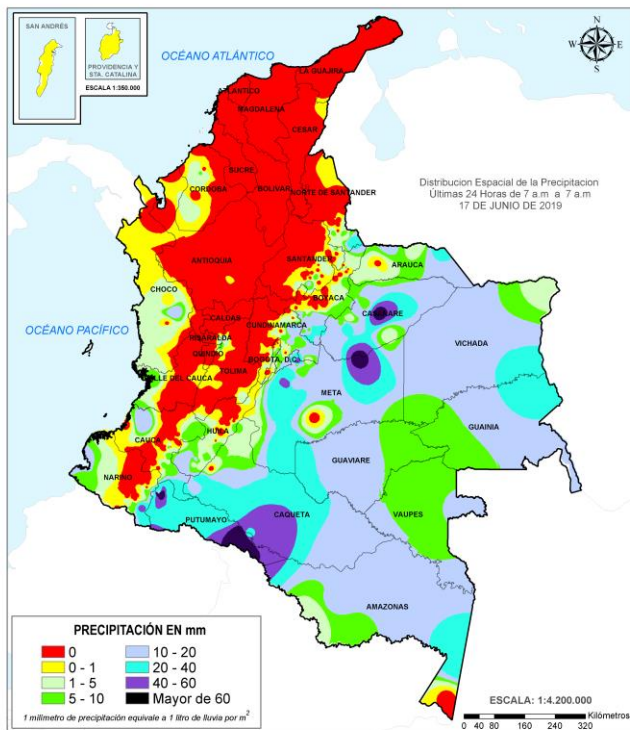 SAN ANDRÉS
PROVIDENCIA Y
STA. CATALINA
ESCALA 1:350.000
OCÉANO ATLÁNTICO
N
W
E
S
LA GUAJIRA
ATLÁNTICO
MAGDALENA
CESAR
Distribucion Espacial de la Precipitacion
Últimas 24 Horas de 7 a.m a 7 a.m
17 DE JUNIO DE 2019
SUCRE
CORDOBA
BOLIVAR
NORTE DE SANTANDER
ANTIOQUIA
SANTANDER
ARAUCA
CHOCO
BOYACA
CASANARE
OCÉANO PACÍFICO
CALDAS
CUNDINAMARCA
VICHADA
RISARALDA
QUINDIO
BOGOTA, D.C.
TOLIMA
VALLE DEL CAUCA
META
CAUCA
HUILA
GUAINIA
GUAVIARE
NARIÑO
VAUPES
PUTUMAYO
CAQUETA
AMAZONAS
PRECIPITACIÓN EN mm
0
0 - 1
1 - 5
5 - 10
10 - 20
20 - 40
40 - 60
Mayor de 60
1 milimetro de precipitación equivale a 1 litro de lluvia por m²
ESCALA: 1:4.200.000
Kilómetros
0 40 80 160 240 320